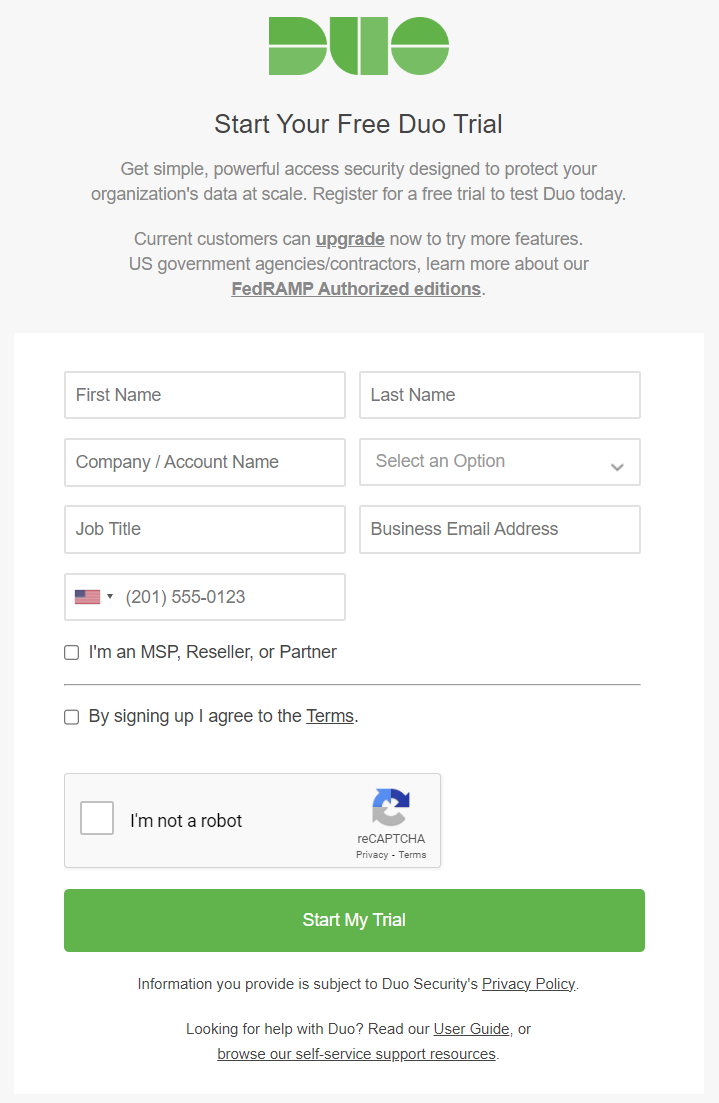 DUO
Start Your Free Duo Trial
Get simple, powerful access security designed to protect your
organization's data at scale. Register for a free trial to test Duo today.
Current customers can upgrade now to try more features.
US government agencies/contractors, learn more about our
FedRAMP Authorized editions.
First Name
Last Name
Company / Account Name
Select an Option
Job Title
Business Email Address
(201) 555-0123
I'm an MSP, Reseller, or Partner
By signing up I agree to the Terms.
I'm not a robot
reCAPTCHA
Privacy - Terms
Start My Trial
Information you provide is subject to Duo Security's Privacy Policy.
Looking for help with Duo? Read our User Guide, or
browse our self-service support resources.